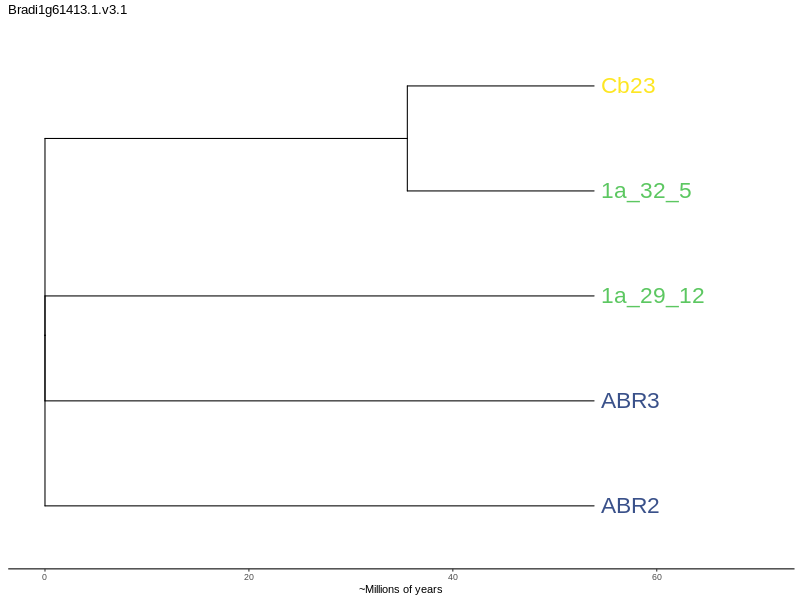 Bradi1g61413.1.v3.1
Cb23
1a_32_5
1a_29_12
ABR3
ABR2
0 20 40 60
~Millions of years